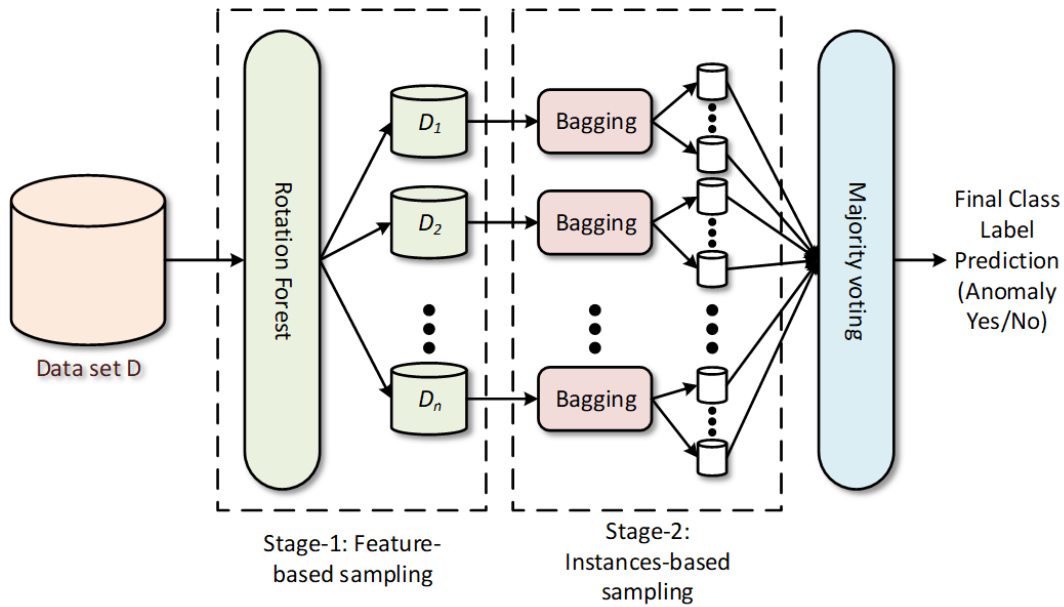 Data set D
Rotation Forest
D1
D2
Dn
Stage-1: Feature-
based sampling
Bagging
Bagging
Bagging
Stage-2:
Instances-based
sampling
Majority voting
Final Class
Label
Prediction
(Anomaly
Yes/No)